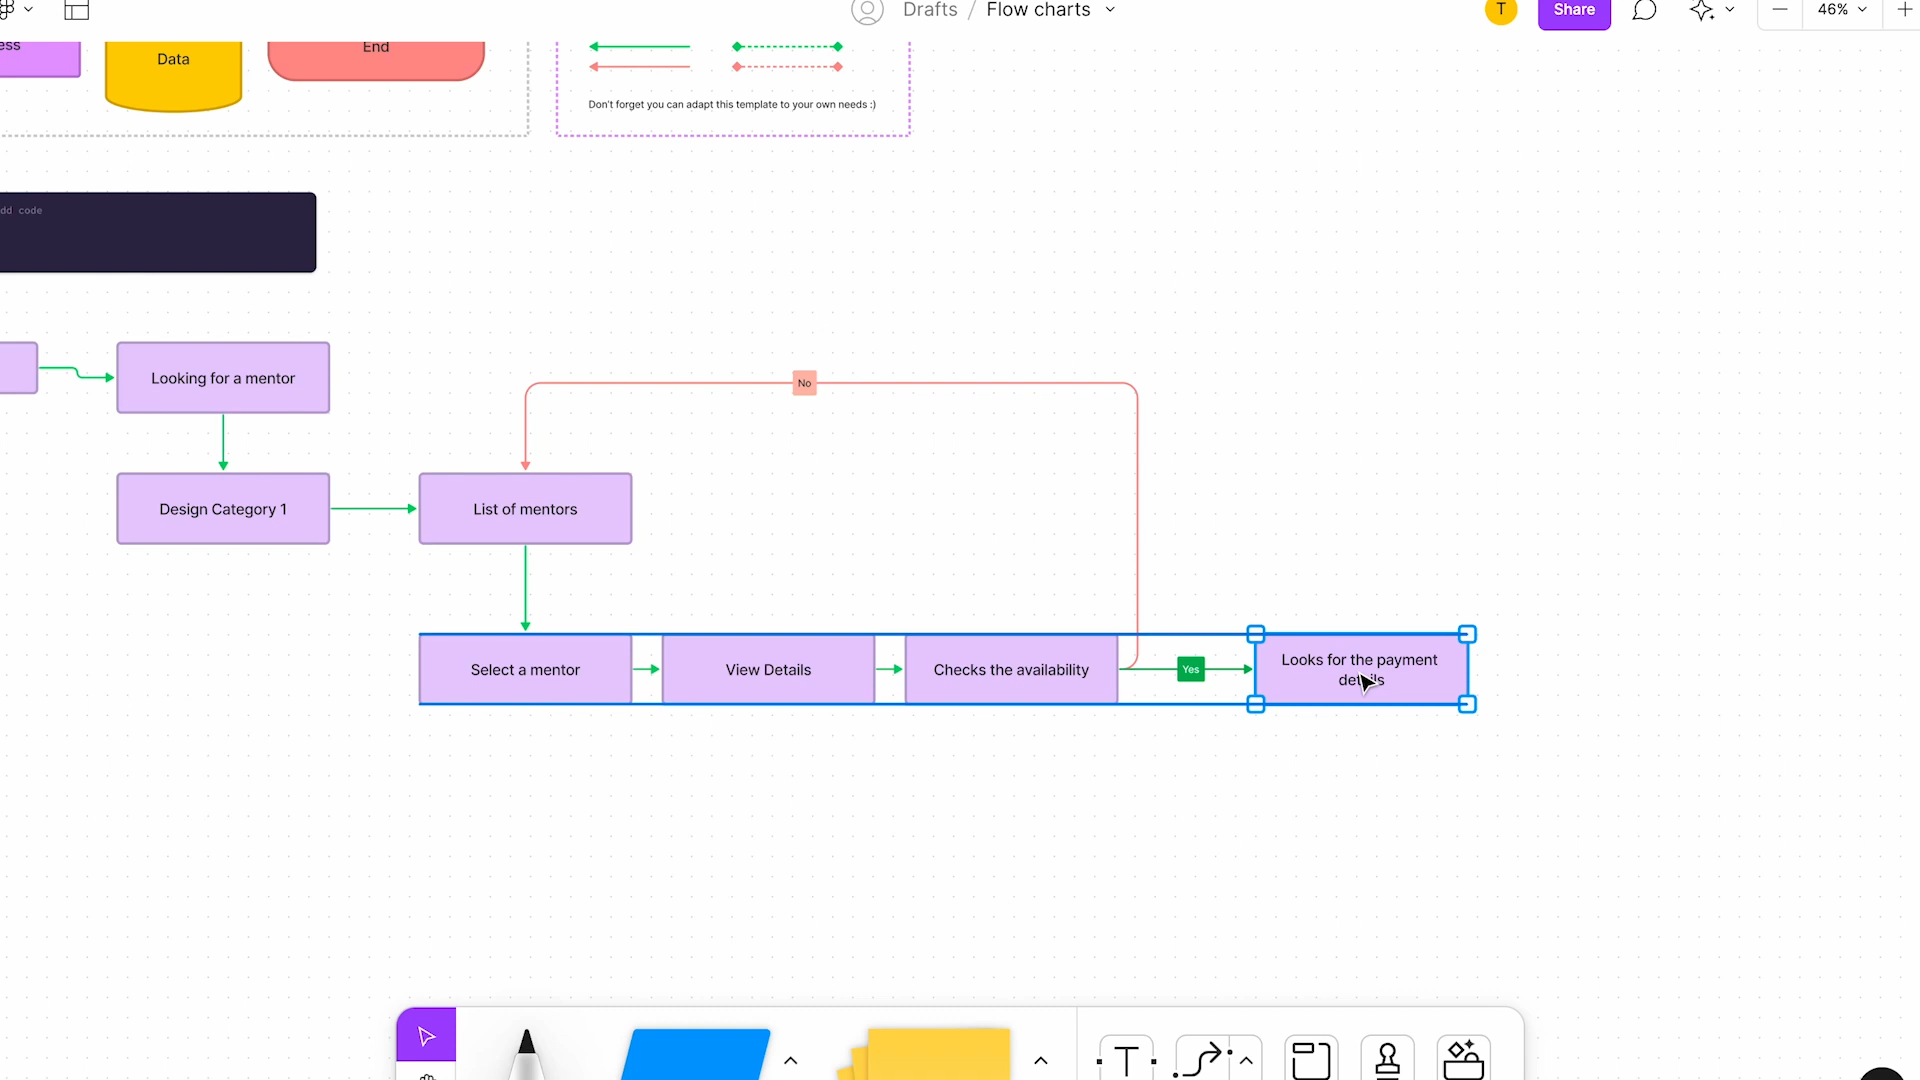 Drafts / Flow charts
T
Share
46%
ess
Data
End
Don't forget you can adapt this template to your own needs :)
dd code
Looking for a mentor
No
Design Category 1
List of mentors
Select a mentor
View Details
Checks the availability
Yes
Looks for the payment
details
T